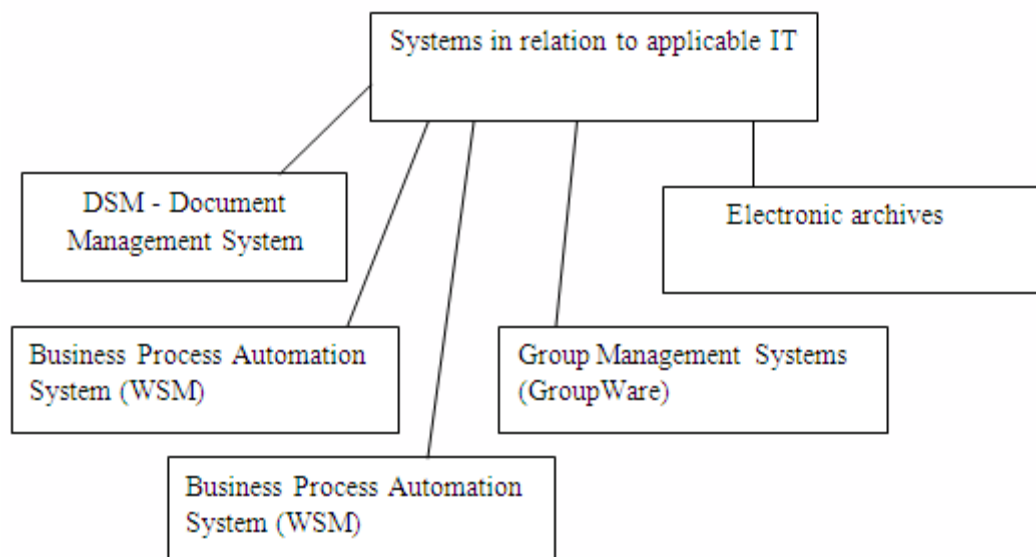 Systems in relation to applicable IT
DSM - Document
Management System
Electronic archives
Business Process Automation
System (WSM)
Group Management Systems
(GroupWare)
Business Process Automation
System (WSM)